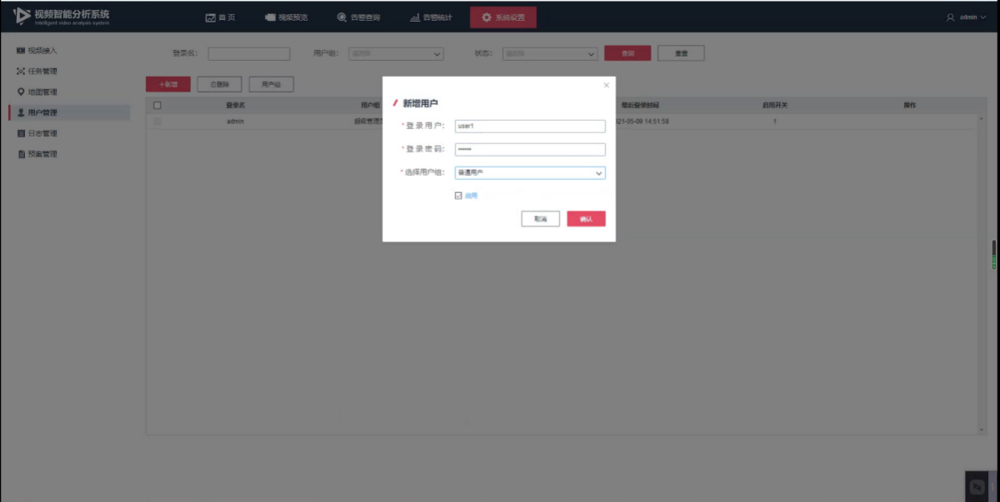 视频智能分析系统
Intelligent video analysis system
首 页
视频预览
告警查询
告警统计
系统设置
admin
视频接入
任务管理
地图管理
用户管理
日志管理
预案管理
登录名：
用户组：
请选择
状态：
请选择
查询
重置
＋新增
删除
用户组
登录名
用户组
最后登录时间
启用开关
操作
admin
超级管理员
21-05-09 14:51:58
1
新增用户
*登 录 用 户：
user1
*登 录 密 码：
••••••
*选择用户组：
普通用户
启用
取消
确认